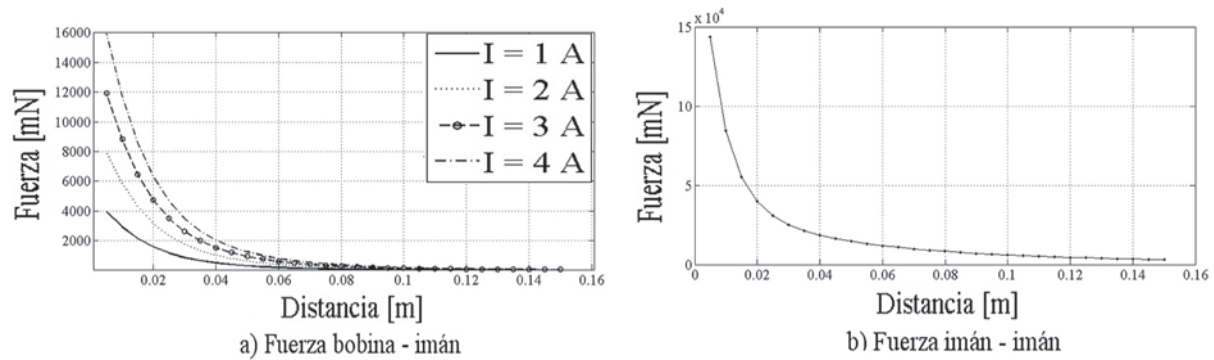 16000
14000
12000
10000
8000
6000
4000
2000
Fuerza [mN]
I = 1 A
I = 2 A
I = 3 A
I = 4 A
0.02 0.04 0.06 0.08 0.1 0.12 0.14 0.16
Distancia [m]
a) Fuerza bobina - imán
x 10^4
15
10
5
0
Fuerza [mN]
0 0.02 0.04 0.06 0.08 0.1 0.12 0.14 0.16
Distancia [m]
b) Fuerza imán - imán